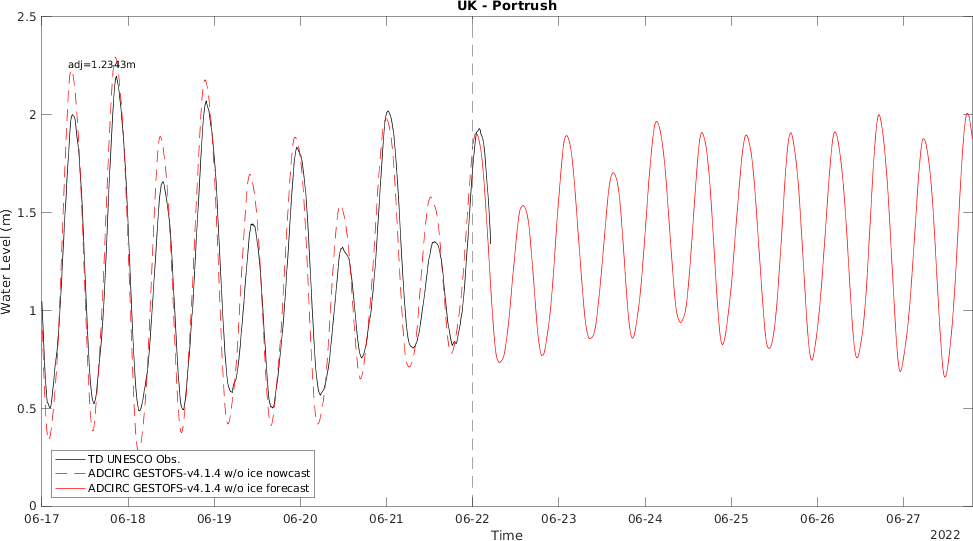 UK - Portrush
2.5
adj=1.2343m
2
1.5
Water Level (m)
1
0.5
TD UNESCO Obs.
ADCIRC GESTOFS-v4.1.4 w/o ice nowcast
ADCIRC GESTOFS-v4.1.4 w/o ice forecast
0
06-17 06-18 06-19 06-20 06-21 06-22 06-23 06-24 06-25 06-26 06-27
Time
2022